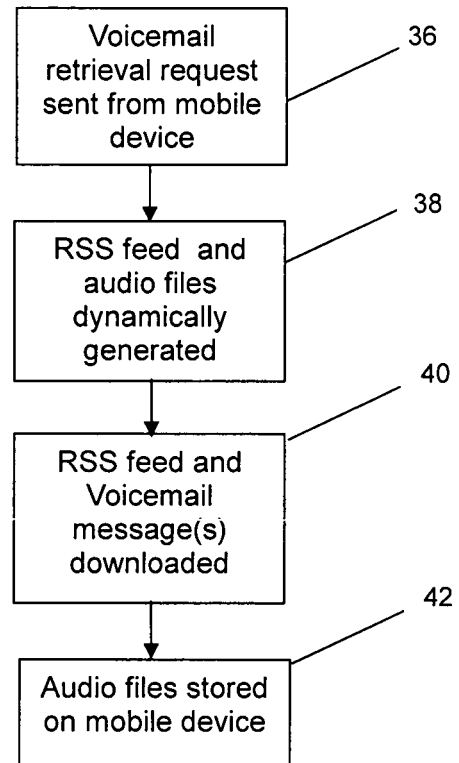 Voicemail
retrieval request
sent from mobile
device
36
RSS feed and
audio files
dynamically
generated
38
RSS feed and
Voicemail
message(s)
downloaded
40
Audio files stored
on mobile device
42